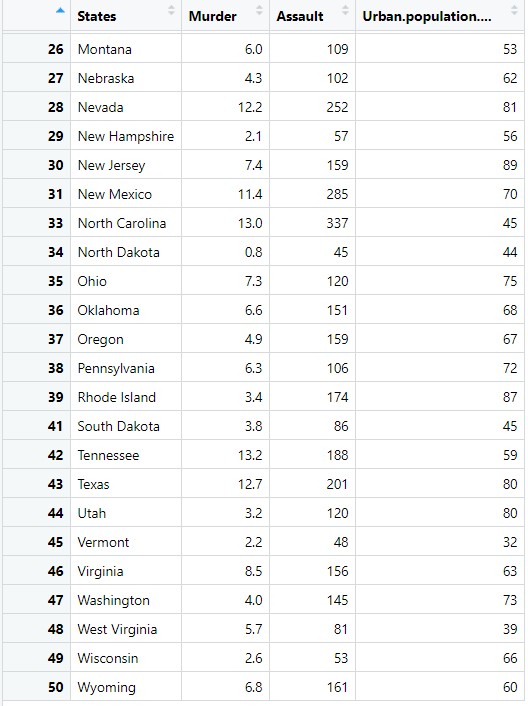 States Murder Assault Urban.population....
26 Montana 6.0 109 53
27 Nebraska 4.3 102 62
28 Nevada 12.2 252 81
29 New Hampshire 2.1 57 56
30 New Jersey 7.4 159 89
31 New Mexico 11.4 285 70
33 North Carolina 13.0 337 45
34 North Dakota 0.8 45 44
35 Ohio 7.3 120 75
36 Oklahoma 6.6 151 68
37 Oregon 4.9 159 67
38 Pennsylvania 6.3 106 72
39 Rhode Island 3.4 174 87
41 South Dakota 3.8 86 45
42 Tennessee 13.2 188 59
43 Texas 12.7 201 80
44 Utah 3.2 120 80
45 Vermont 2.2 48 32
46 Virginia 8.5 156 63
47 Washington 4.0 145 73
48 West Virginia 5.7 81 39
49 Wisconsin 2.6 53 66
50 Wyoming 6.8 161 60